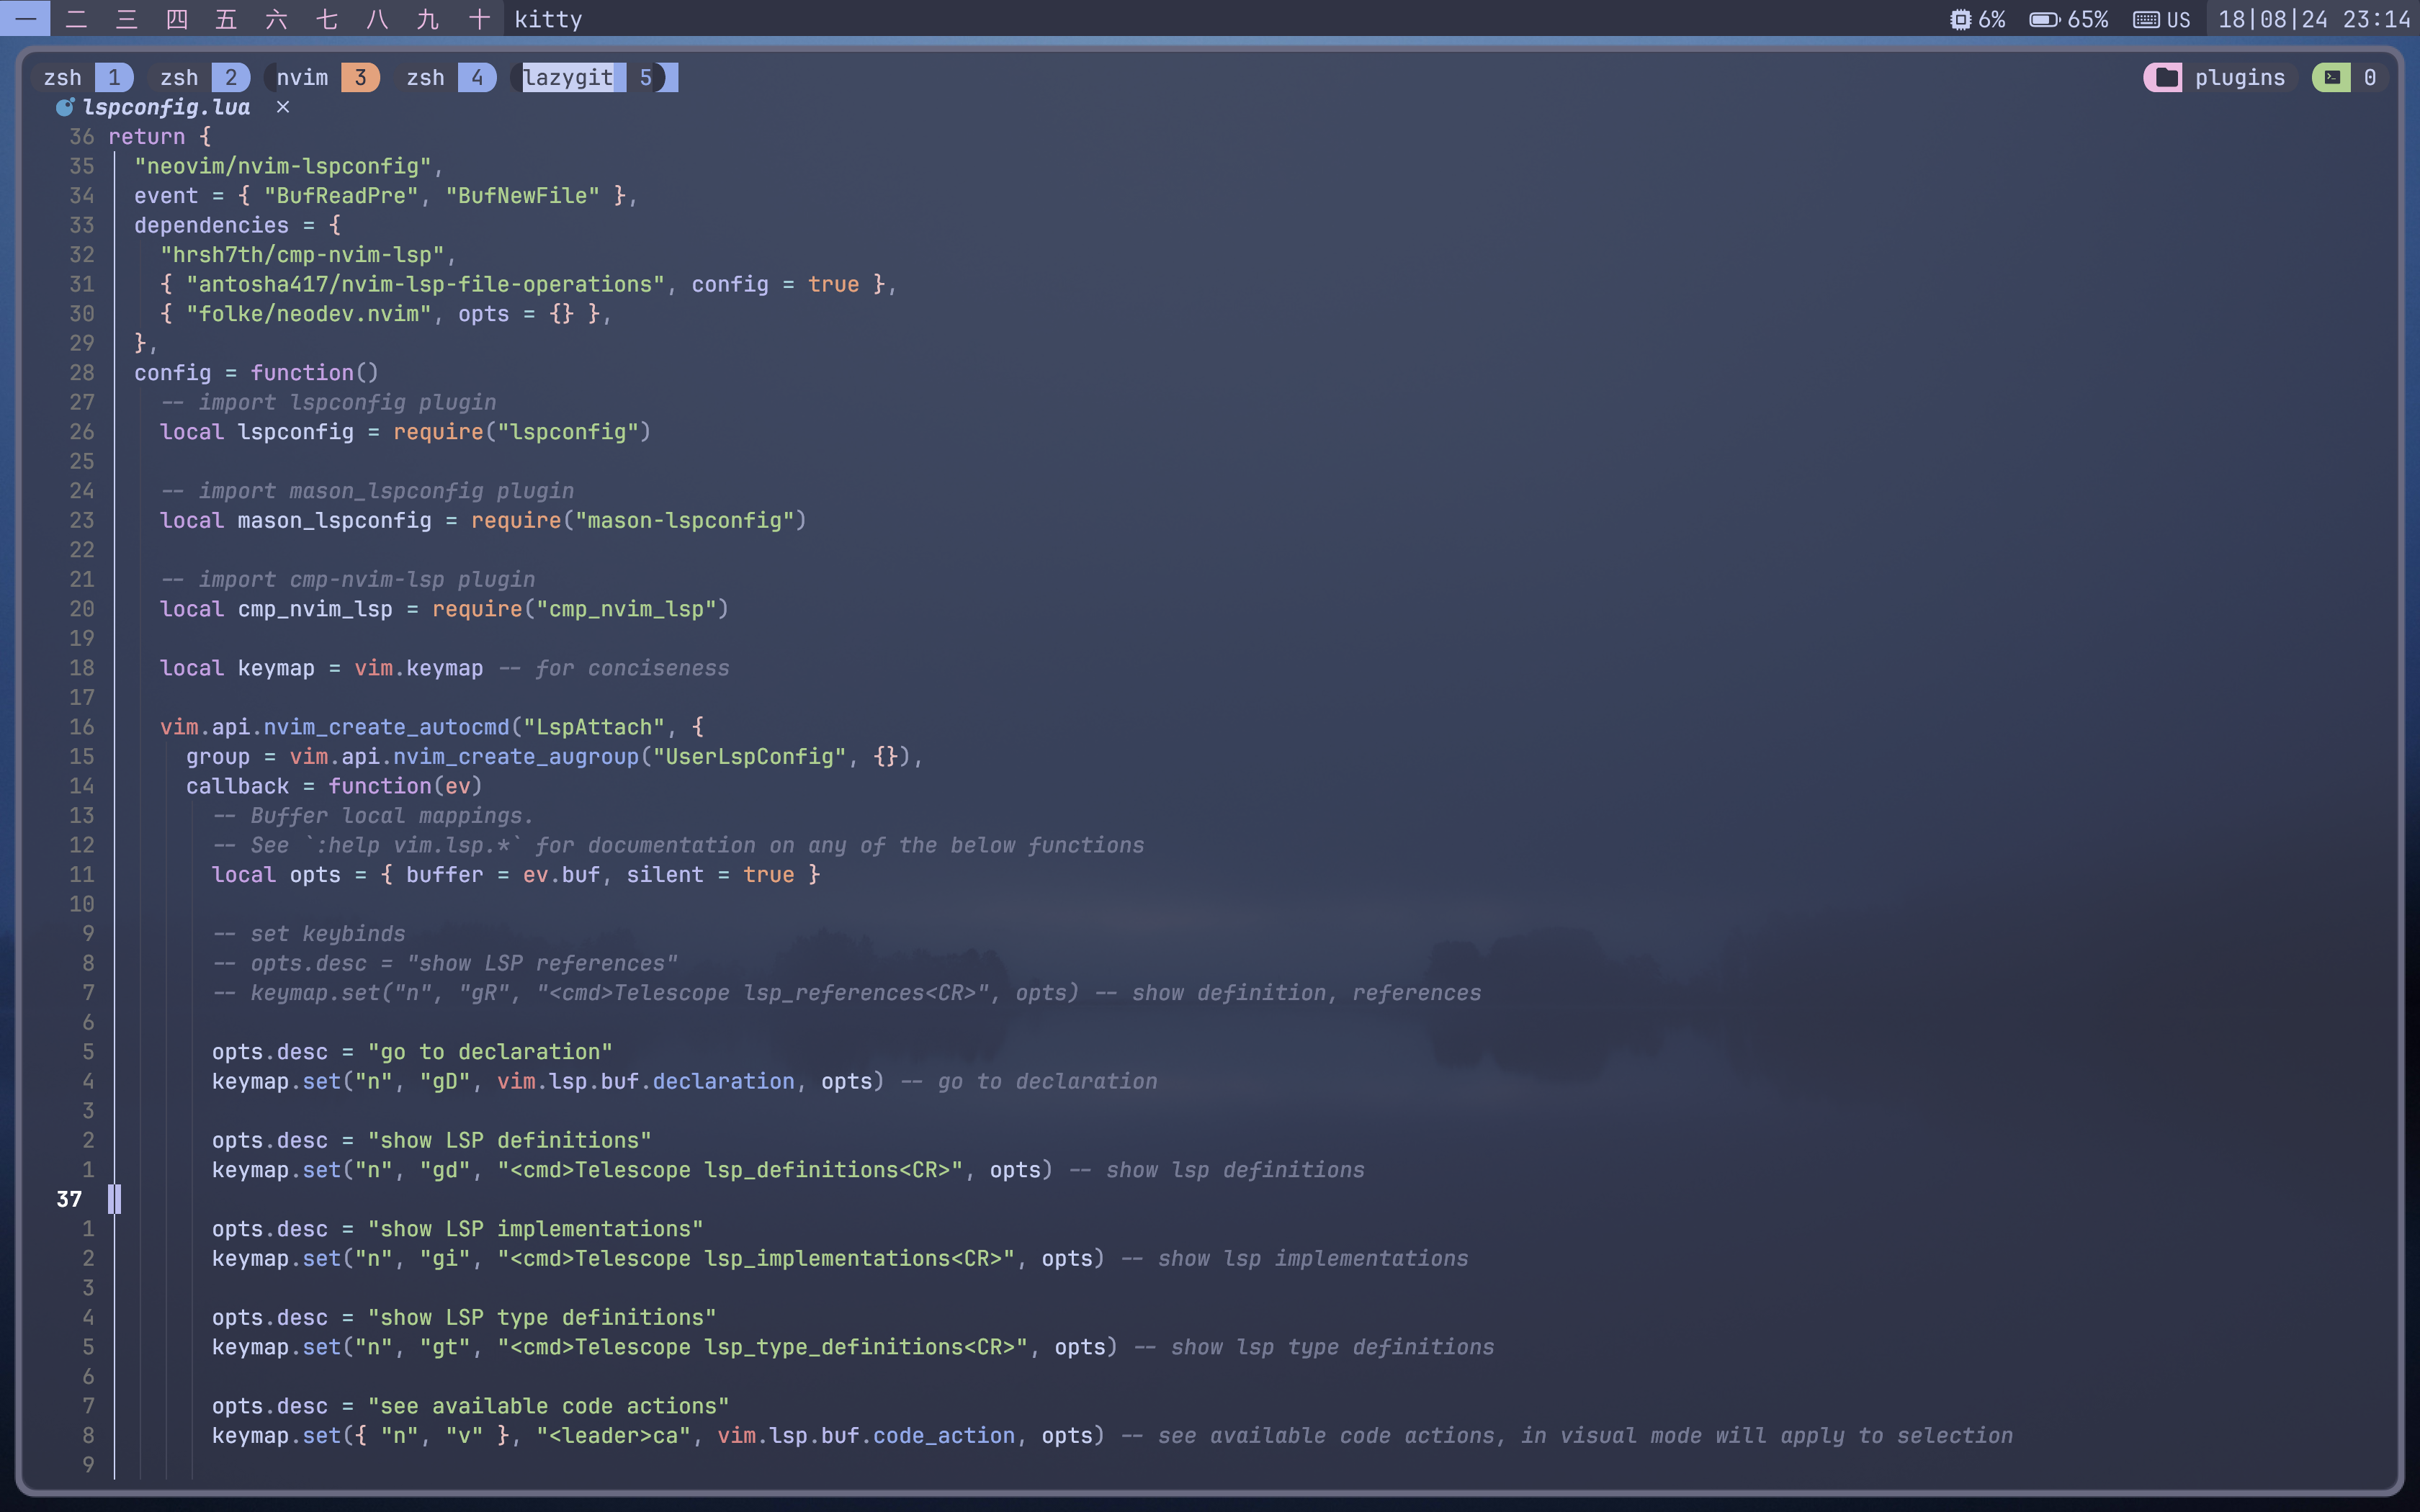 一 二 三 四 五 六 七 八 九 十 kitty 6% 65% US 18|08|24 23:14
zsh 1 zsh 2 nvim 3 zsh 4 lazygit 5 plugins 0
lspconfig.lua ×
36 return {
35   "neovim/nvim-lspconfig",
34   event = { "BufReadPre", "BufNewFile" },
33   dependencies = {
32     "hrsh7th/cmp-nvim-lsp",
31     { "antosha417/nvim-lsp-file-operations", config = true },
30     { "folke/neodev.nvim", opts = {} },
29   },
28   config = function()
27     -- import lspconfig plugin
26     local lspconfig = require("lspconfig")
25
24     -- import mason_lspconfig plugin
23     local mason_lspconfig = require("mason-lspconfig")
22
21     -- import cmp-nvim-lsp plugin
20     local cmp_nvim_lsp = require("cmp_nvim_lsp")
19
18     local keymap = vim.keymap -- for conciseness
17
16     vim.api.nvim_create_autocmd("LspAttach", {
15       group = vim.api.nvim_create_augroup("UserLspConfig", {}),
14       callback = function(ev)
13         -- Buffer local mappings.
12         -- See `:help vim.lsp.*` for documentation on any of the below functions
11         local opts = { buffer = ev.buf, silent = true }
10
9         -- set keybinds
8         -- opts.desc = "show LSP references"
7         -- keymap.set("n", "gR", "<cmd>Telescope lsp_references<CR>", opts) -- show definition, references
6
5         opts.desc = "go to declaration"
4         keymap.set("n", "gD", vim.lsp.buf.declaration, opts) -- go to declaration
3
2         opts.desc = "show LSP definitions"
1         keymap.set("n", "gd", "<cmd>Telescope lsp_definitions<CR>", opts) -- show lsp definitions
37
1         opts.desc = "show LSP implementations"
2         keymap.set("n", "gi", "<cmd>Telescope lsp_implementations<CR>", opts) -- show lsp implementations
3
4         opts.desc = "show LSP type definitions"
5         keymap.set("n", "gt", "<cmd>Telescope lsp_type_definitions<CR>", opts) -- show lsp type definitions
6
7         opts.desc = "see available code actions"
8         keymap.set({ "n", "v" }, "<leader>ca", vim.lsp.buf.code_action, opts) -- see available code actions, in visual mode will apply to selection
9